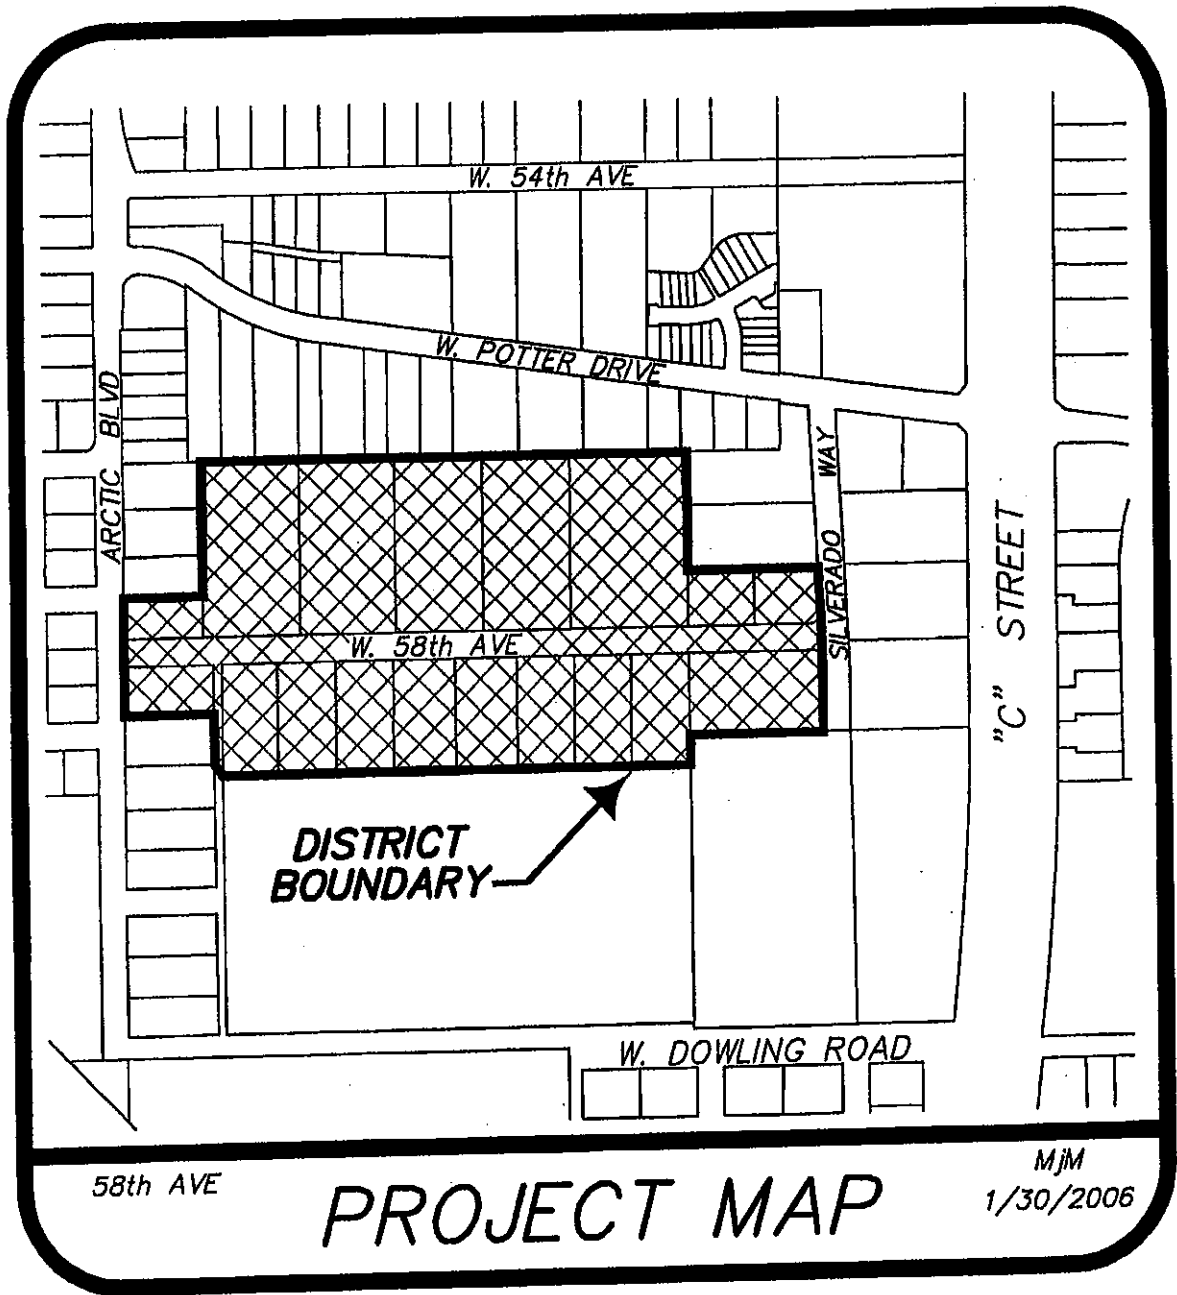 W. 54th AVE
W. POTTER DRIVE
ARCTIC BLVD
SILVERADO WAY
"C" STREET
W. 58th AVE
DISTRICT
BOUNDARY
W. DOWLING ROAD
58th AVE
PROJECT MAP
MjM
1/30/2006